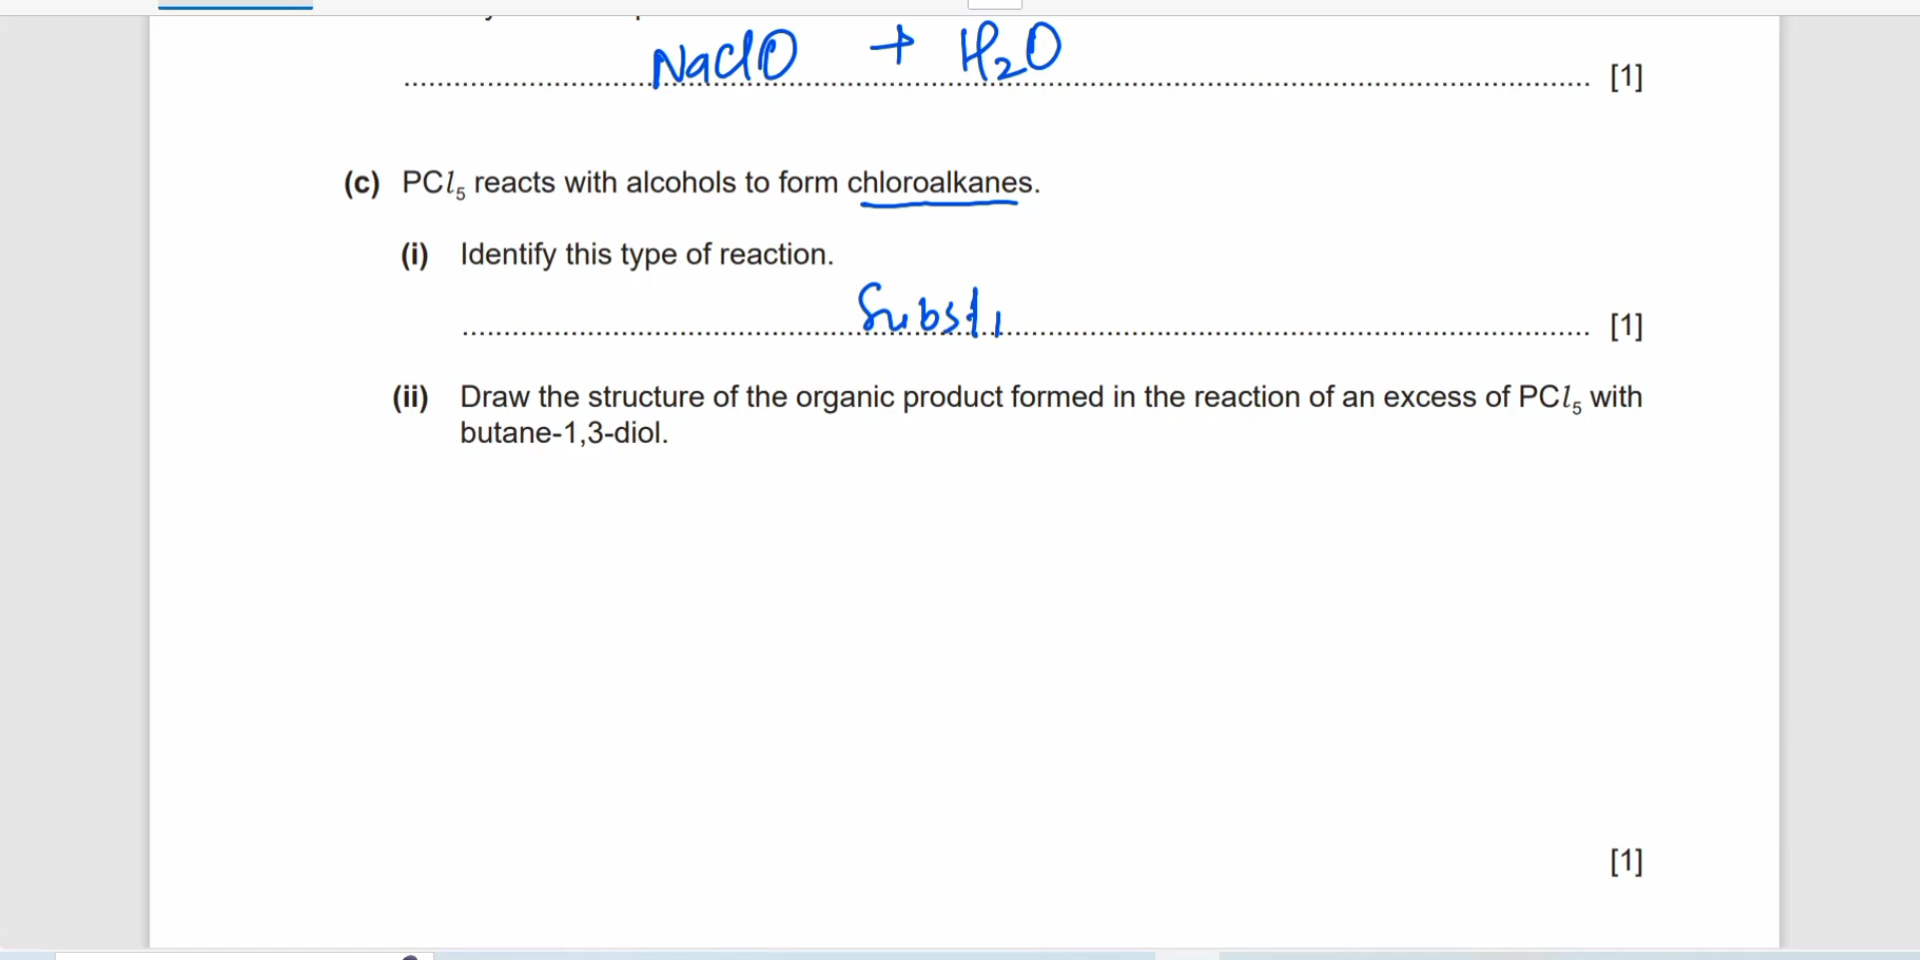 NaClO + H₂O
[1]
(c) PCl₅ reacts with alcohols to form chloroalkanes.
(i) Identify this type of reaction.
Substi
[1]
(ii) Draw the structure of the organic product formed in the reaction of an excess of PCl₅ with
butane-1,3-diol.
[1]